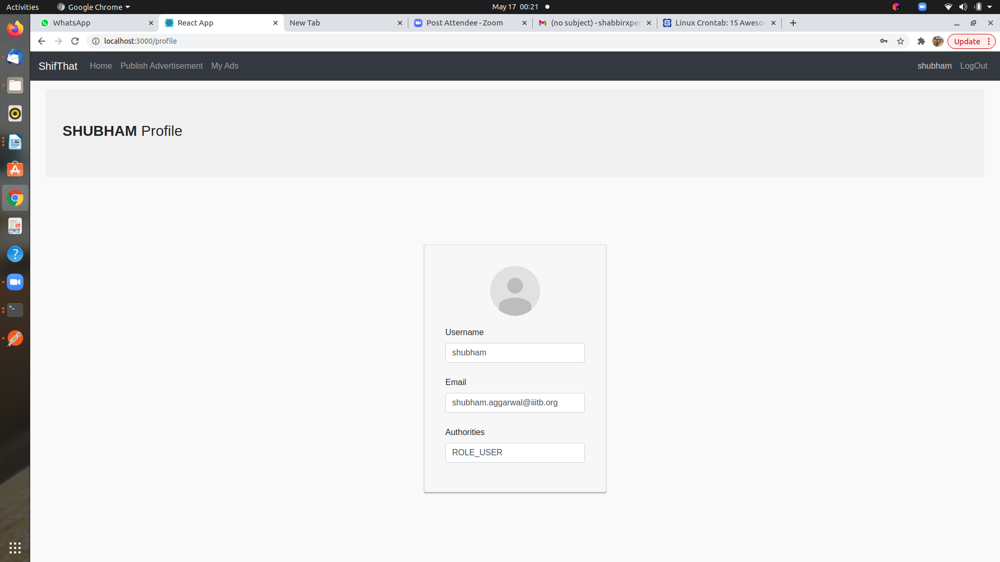 Activities Google Chrome May 17 00:21
WhatsApp React App New Tab Post Attendee - Zoom (no subject) - shabbirxper Linux Crontab: 15 Aweson
localhost:3000/profile Update
ShifThat Home Publish Advertisement My Ads shubham LogOut
SHUBHAM Profile
Username
shubham
Email
shubham.aggarwal@iiitb.org
Authorities
ROLE_USER